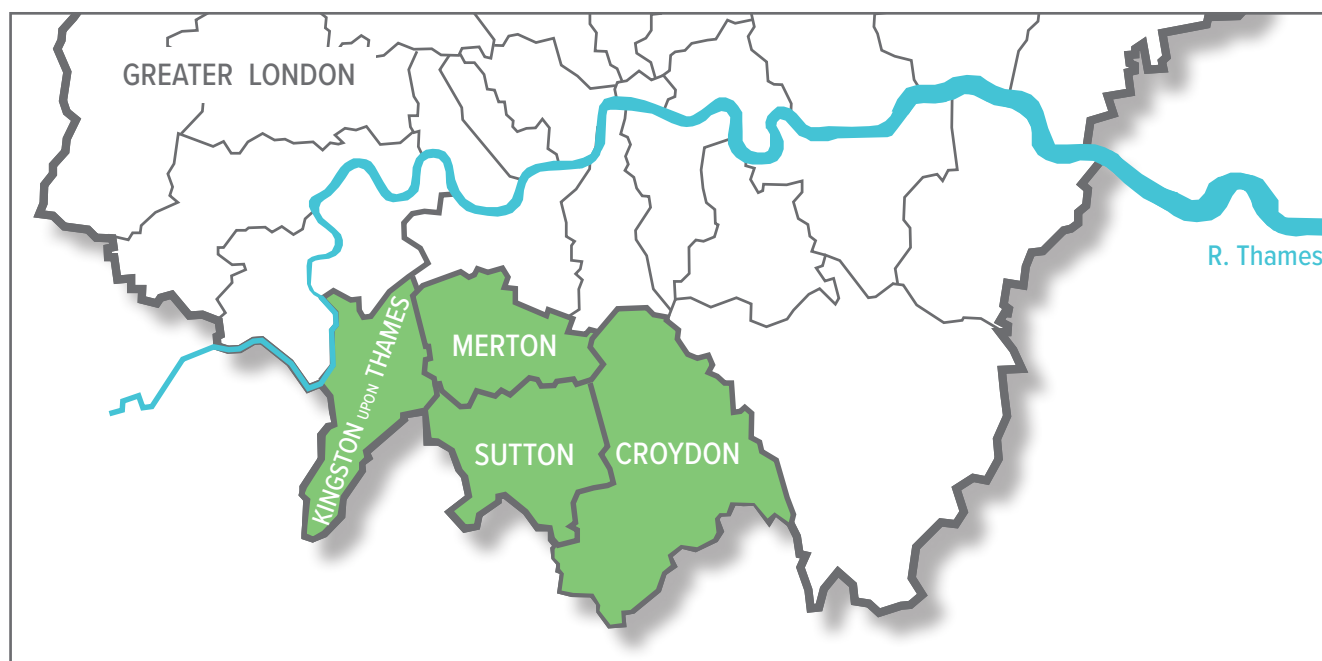 GREATER LONDON
R. Thames
KINGSTON UPON THAMES
MERTON
SUTTON
CROYDON